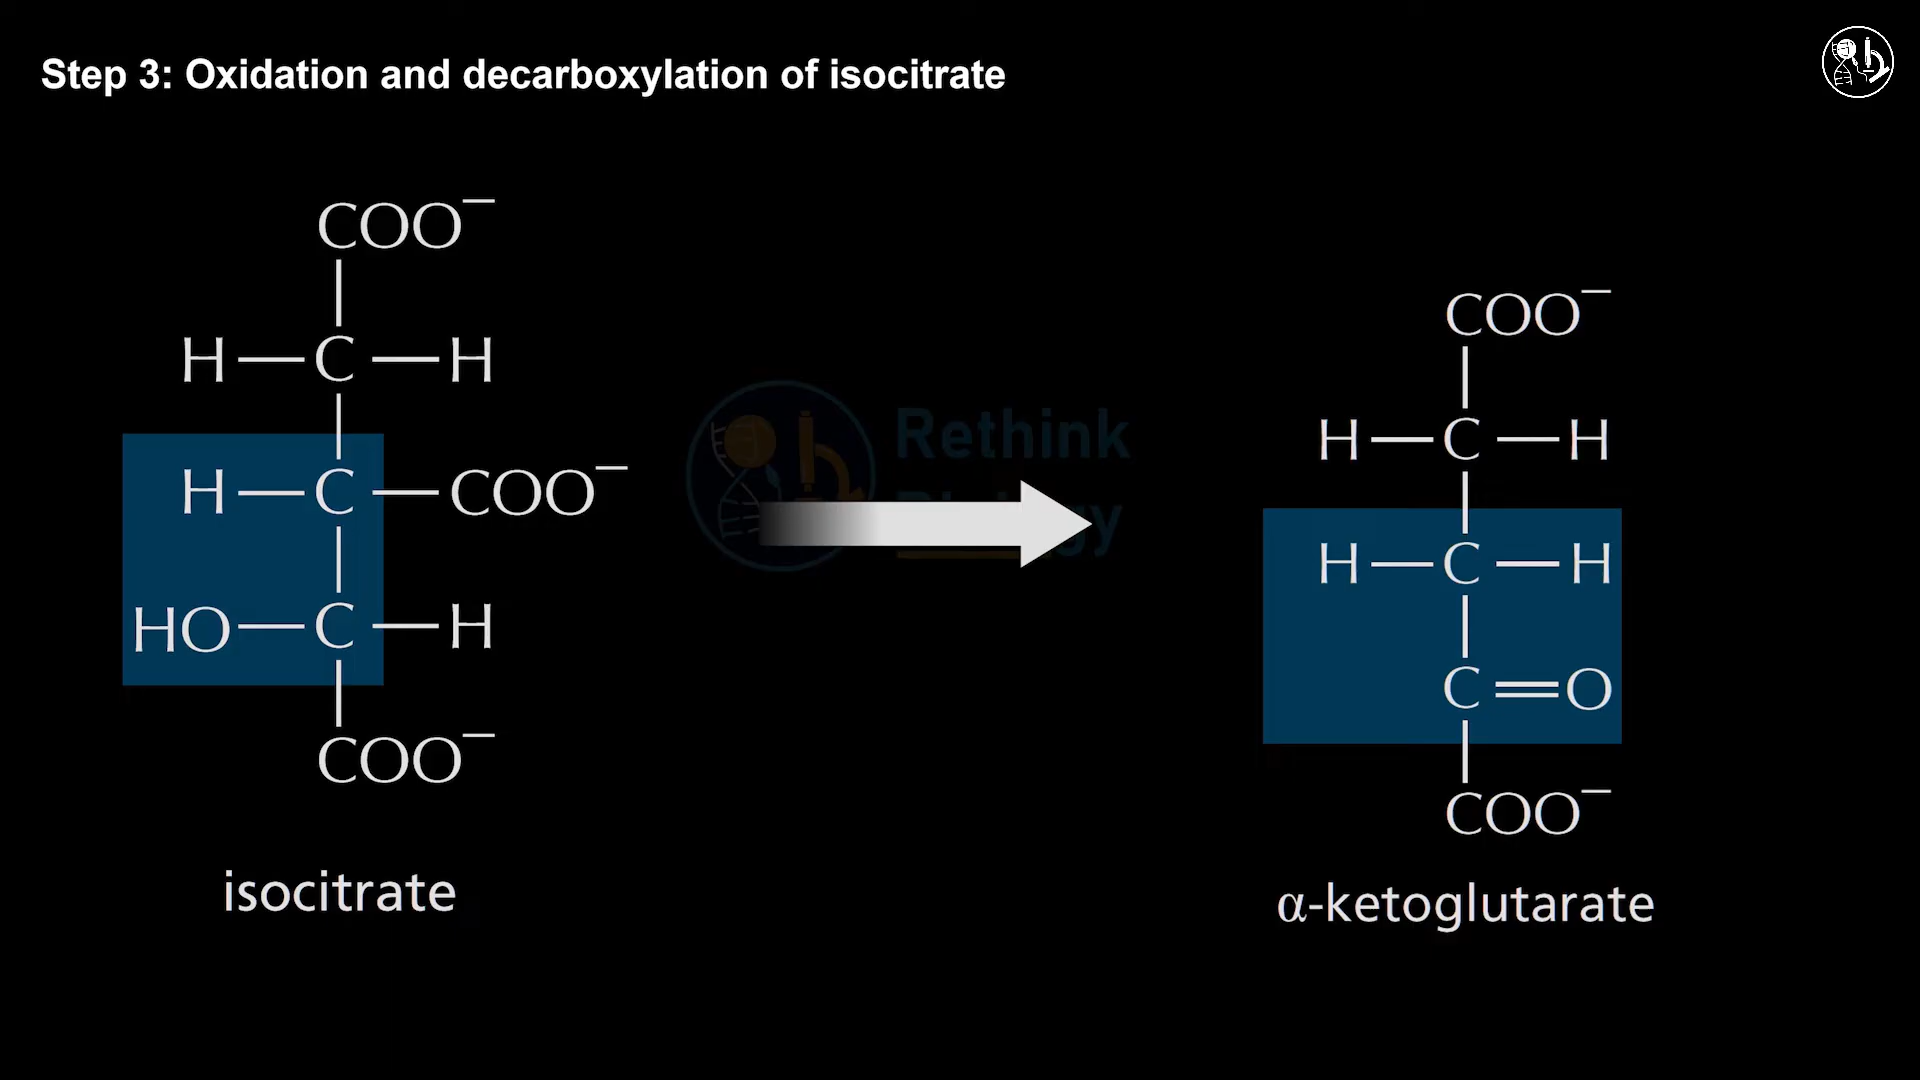 Step 3: Oxidation and decarboxylation of isocitrate
COO⁻
H—C—H
H—C—COO⁻
HO—C—H
COO⁻
isocitrate
Rethink
COO⁻
H—C—H
H—C—H
C=O
COO⁻
α-ketoglutarate